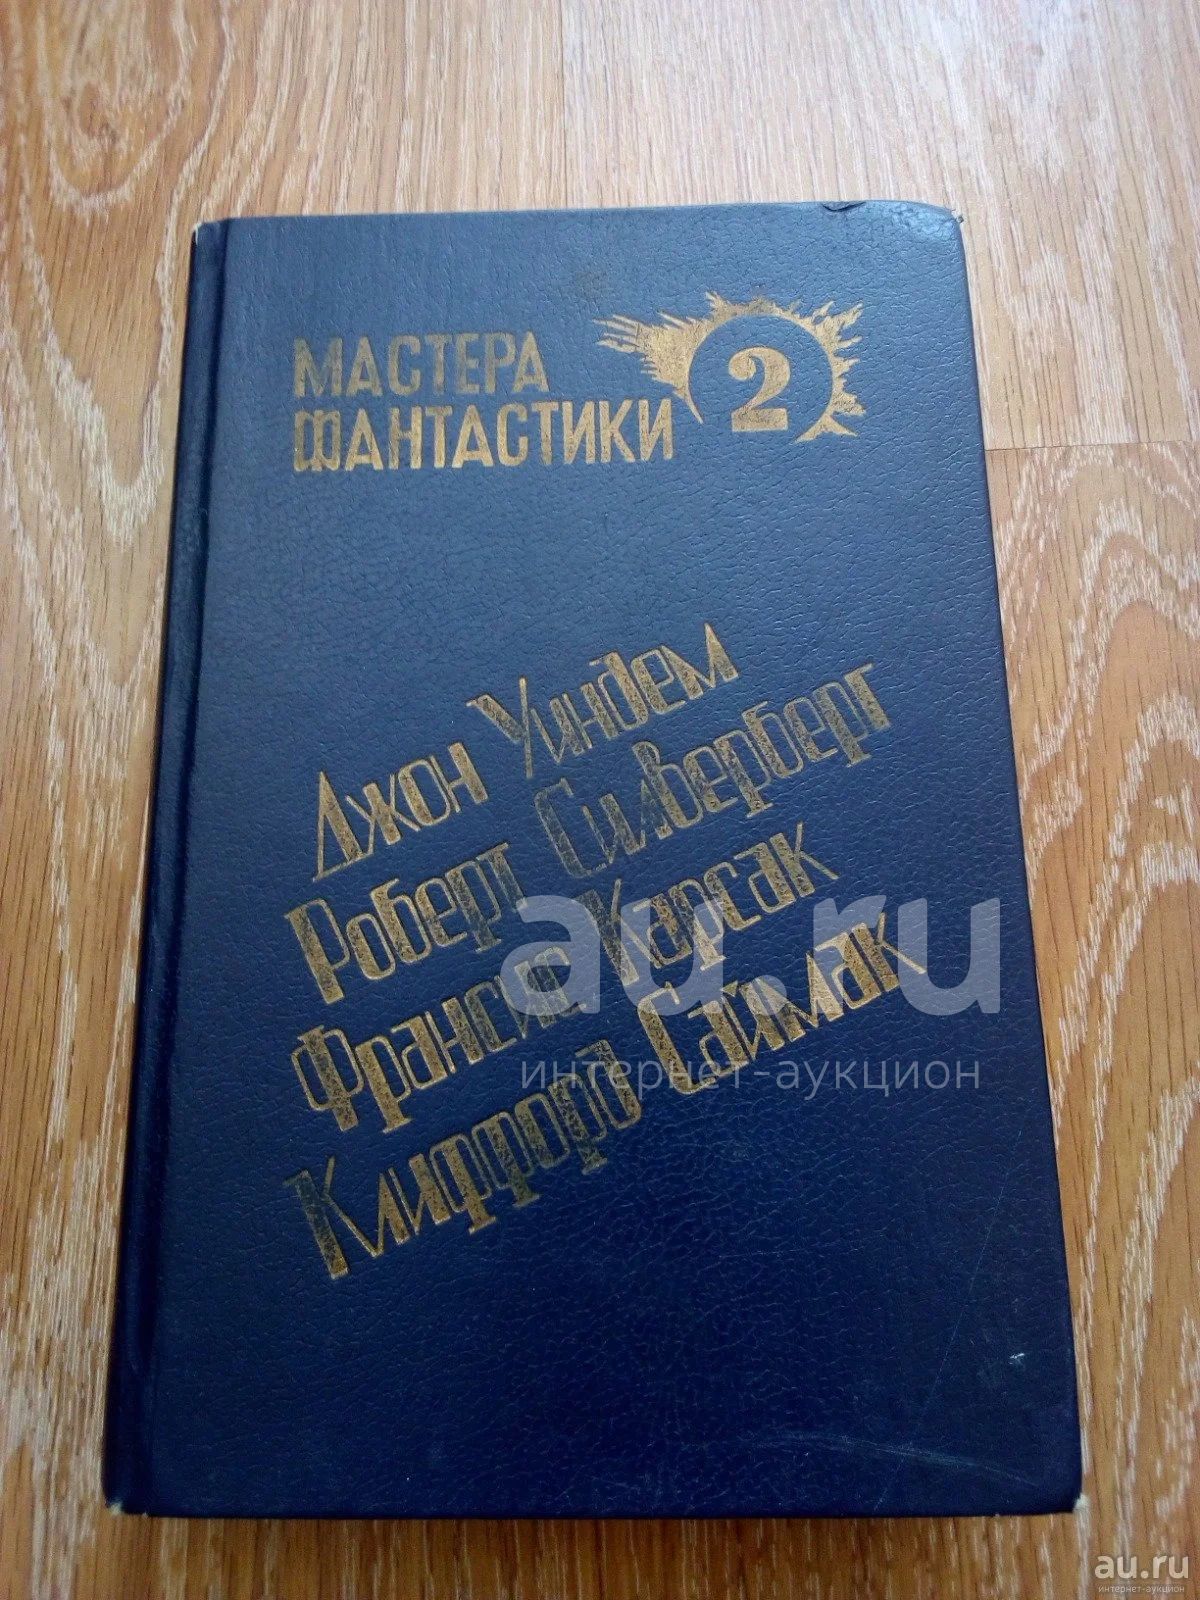 МАСТЕРА
ФАНТАСТИКИ
2
Джон Уиндем
Роберт Силверберг
Франсис Карсак
Клиффорд Саймак
au.ru
интернет-аукцион
au.ru
интернет-аукцион